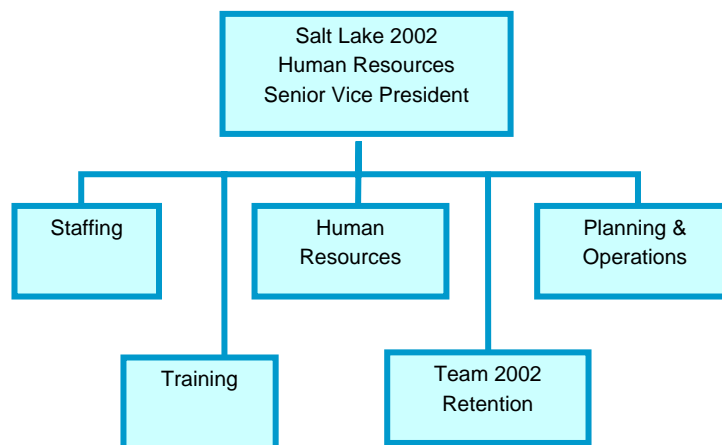 Salt Lake 2002
Human Resources
Senior Vice President
Staffing
Human
Resources
Planning &
Operations
Training
Team 2002
Retention